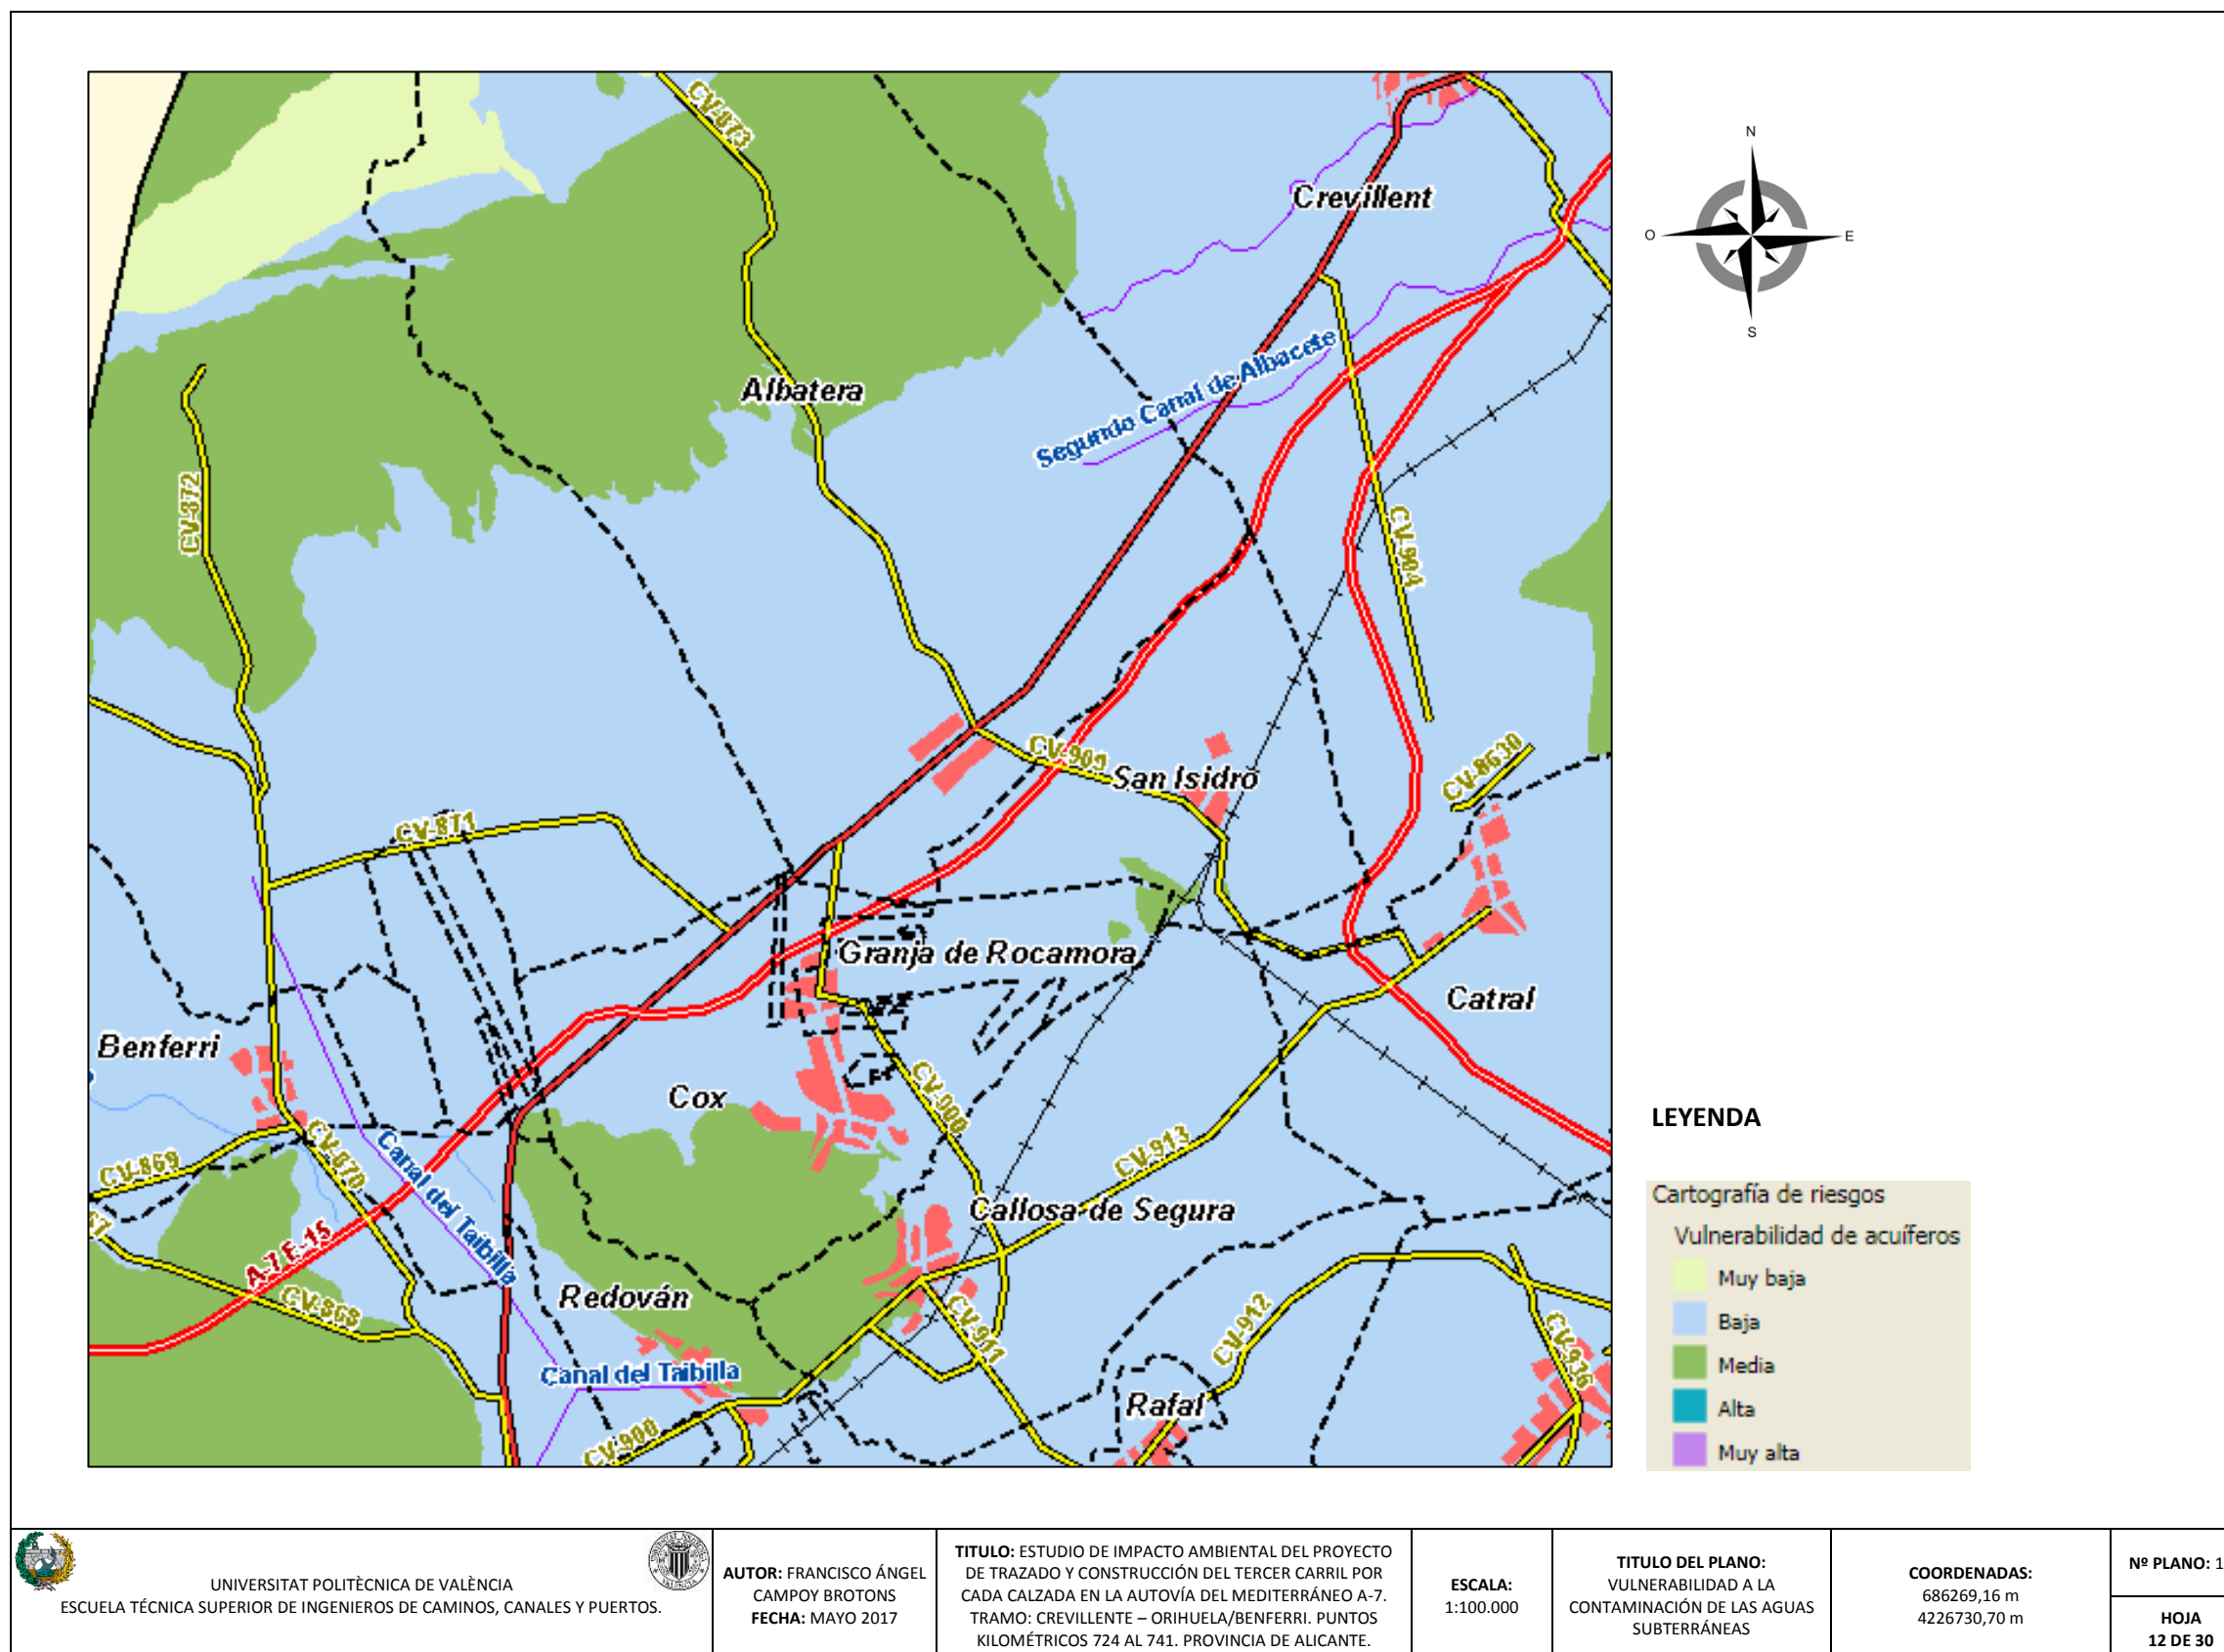 CV-873
N
O
E
S
Crevillent
Segundo Canal de Albacete
Albatera
CV-872
CV-904
CV-909
San Isidro
CV-8630
CV-871
Granja de Rocamora
Catral
Benferri
Cox
CV-900
CV-913
CV-869
CV-870
Canal del Taibilla
Callosa de Segura
A-7 E-15
CV-868
Redován
CV-911
CV-912
CV-936
Canal del Taibilla
Rafal
CV-900
LEYENDA
Cartografía de riesgos
Vulnerabilidad de acuíferos
Muy baja
Baja
Media
Alta
Muy alta
UNIVERSITAT POLITÈCNICA DE VALÈNCIA
ESCUELA TÉCNICA SUPERIOR DE INGENIEROS DE CAMINOS, CANALES Y PUERTOS.
AUTOR: FRANCISCO ÁNGEL
CAMPOY BROTONS
FECHA: MAYO 2017
TITULO: ESTUDIO DE IMPACTO AMBIENTAL DEL PROYECTO
DE TRAZADO Y CONSTRUCCIÓN DEL TERCER CARRIL POR
CADA CALZADA EN LA AUTOVÍA DEL MEDITERRÁNEO A-7.
TRAMO: CREVILLENTE – ORIHUELA/BENFERRI. PUNTOS
KILOMÉTRICOS 724 AL 741. PROVINCIA DE ALICANTE.
ESCALA:
1:100.000
TITULO DEL PLANO:
VULNERABILIDAD A LA
CONTAMINACIÓN DE LAS AGUAS
SUBTERRÁNEAS
COORDENADAS:
686269,16 m
4226730,70 m
Nº PLANO: 1
HOJA
12 DE 30